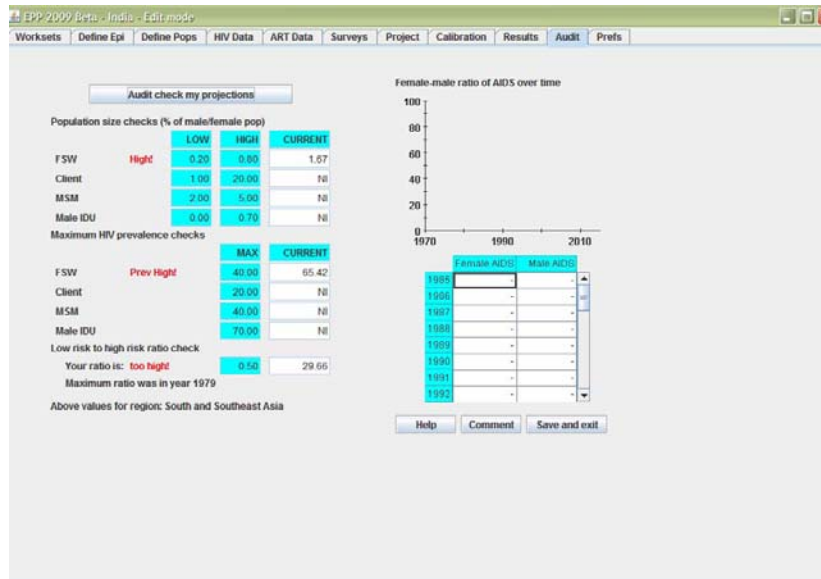 EPP 2009 Beta - India - Edit mode
Worksets Define Epi Define Pops HIV Data ART Data Surveys Project Calibration Results Audit Prefs
Audit check my projections
Population size checks (% of male/female pop)
LOW HIGH CURRENT
FSW High! 0.20 0.80 1.67
Client 1.00 20.00 NI
MSM 2.00 5.00 NI
Male IDU 0.00 0.70 NI
Maximum HIV prevalence checks
MAX CURRENT
FSW Prev High! 40.00 65.42
Client 20.00 NI
MSM 40.00 NI
Male IDU 70.00 NI
Low risk to high risk ratio check
Your ratio is: too high! 0.50 29.66
Maximum ratio was in year 1979
Above values for region: South and Southeast Asia
Female-male ratio of AIDS over time
100
80
60
40
20
0
1970 1990 2010
Female AIDS Male AIDS
1985 - -
1986 - -
1987 - -
1988 - -
1989 - -
1990 - -
1991 - -
1992 - -
Help Comment Save and exit